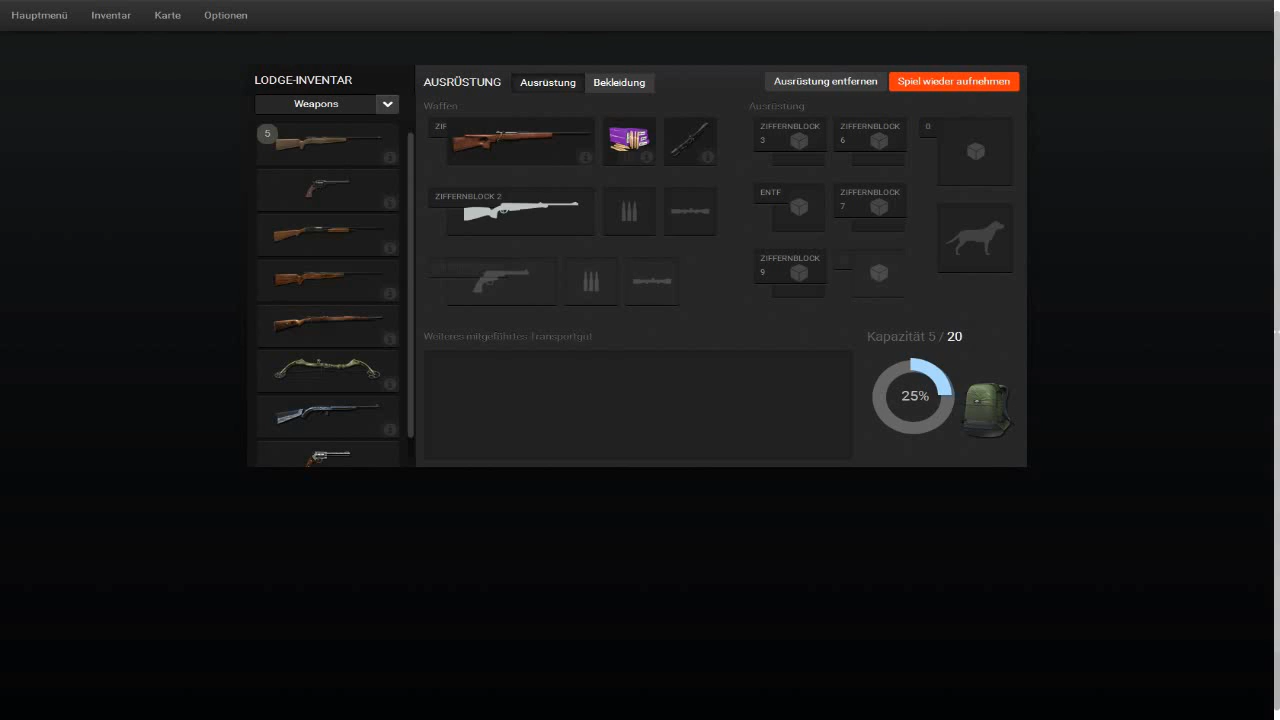 Hauptmenü Inventar Karte Optionen
LODGE-INVENTAR
Weapons
5
AUSRÜSTUNG Ausrüstung Bekleidung Ausrüstung entfernen Spiel wieder aufnehmen
Waffen
ZIF
ZIFFERNBLOCK 2
Ausrüstung
ZIFFERNBLOCK 3
ZIFFERNBLOCK 6
0
ENTF
ZIFFERNBLOCK 7
ZIFFERNBLOCK 9
Weiteres mitgeführtes Transportgut
Kapazität 5 / 20
25%